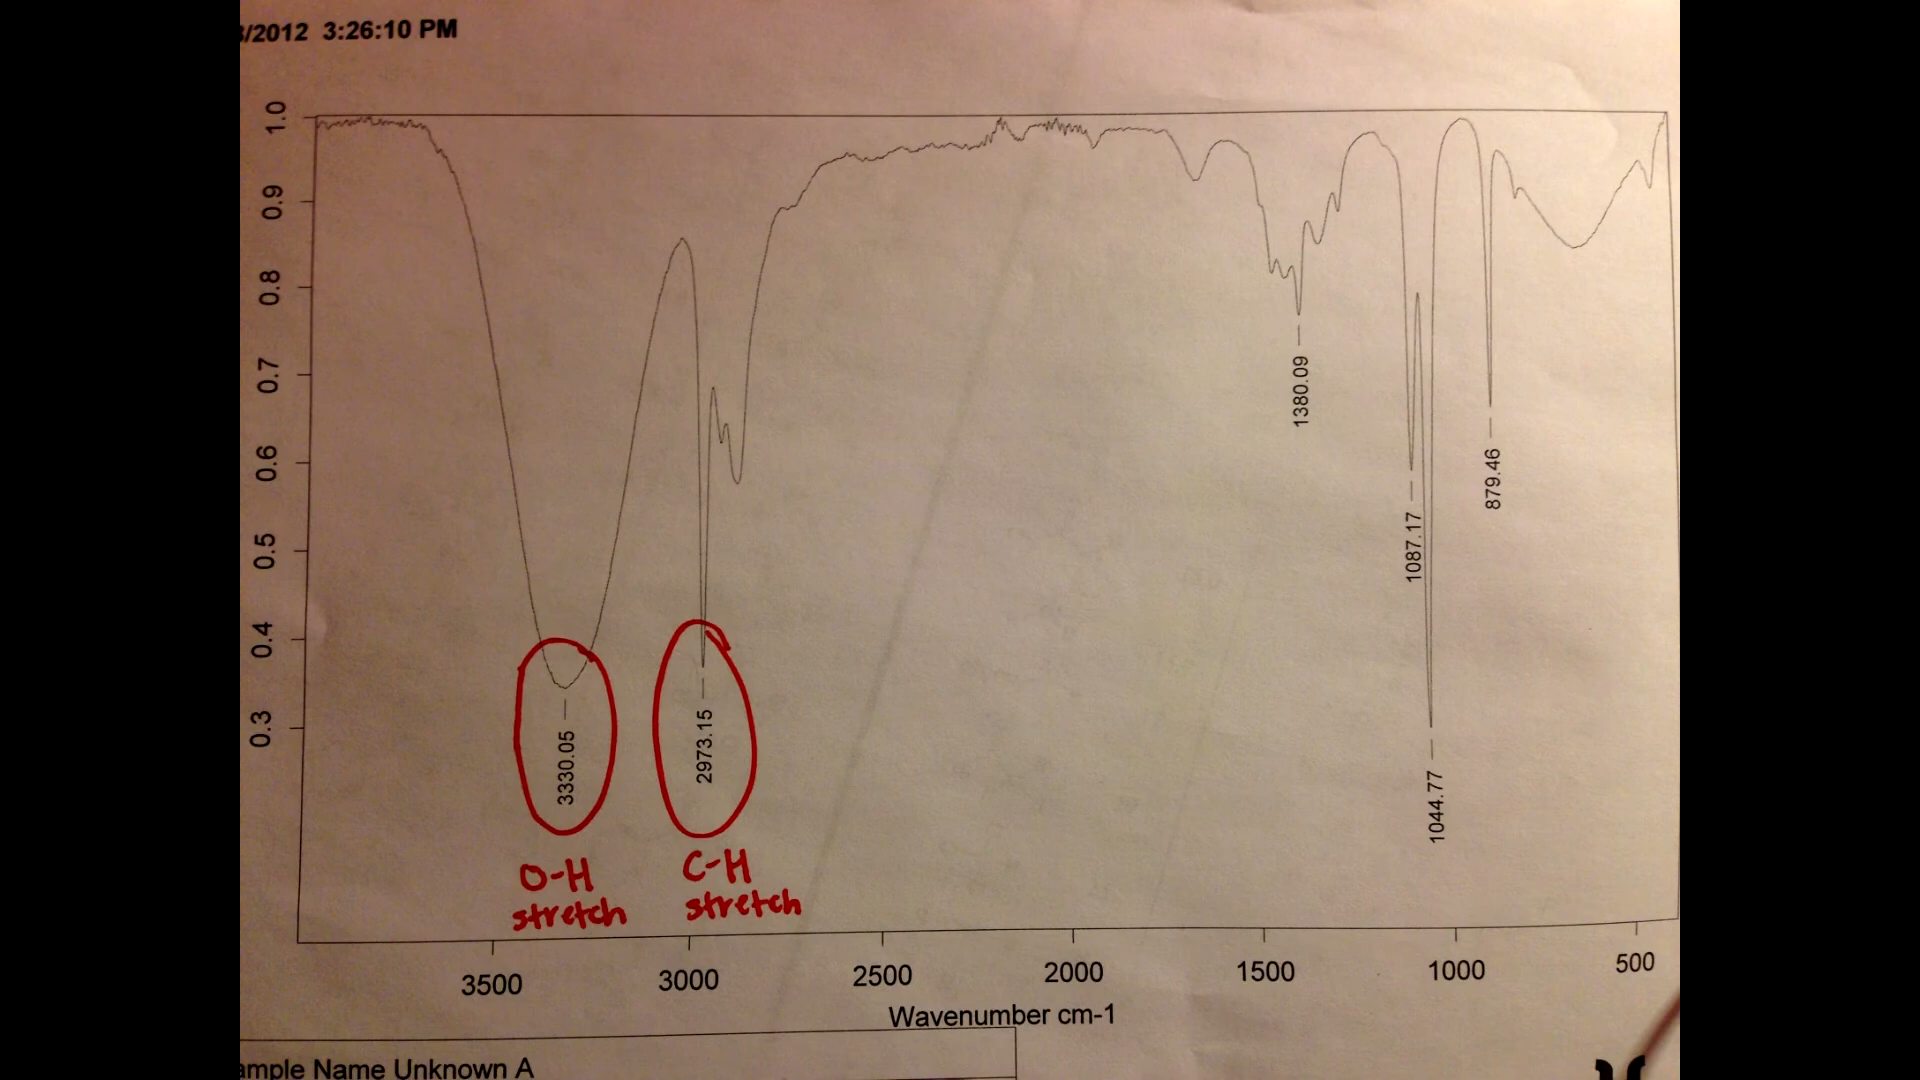 /2012 3:26:10 PM
1.0
0.9
0.8
0.7
0.6
0.5
0.4
0.3
1380.09
879.46
1087.17
2973.15
3330.05
1044.77
O-H
stretch
C-H
stretch
3500 3000 2500 2000 1500 1000 500
Wavenumber cm-1
ample Name Unknown A